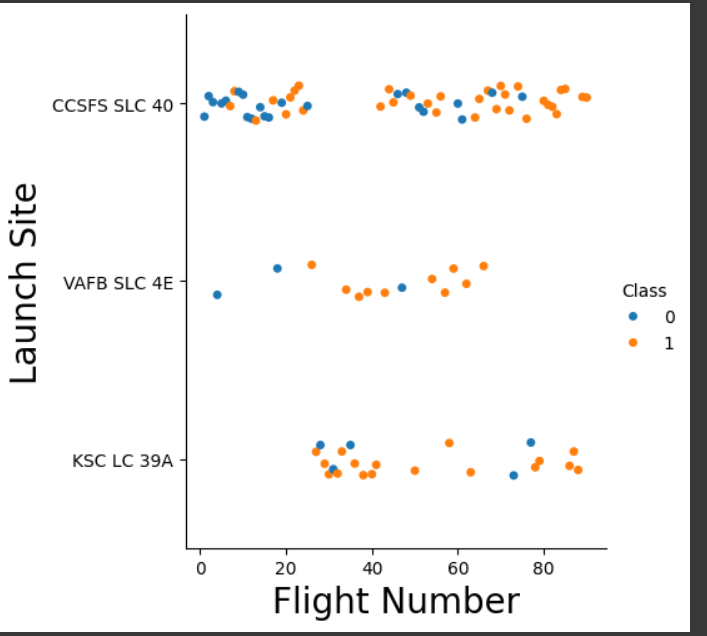 Launch Site
CCSFS SLC 40
VAFB SLC 4E
KSC LC 39A
0 20 40 60 80
Flight Number
Class
0
1